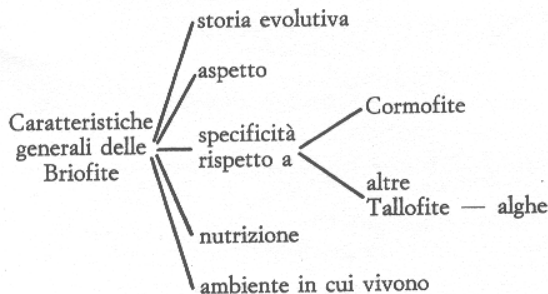 storia evolutiva
aspetto
Caratteristiche
generali delle
Briofite
specificità
rispetto a
Cormofite
altre
Tallofite — alghe
nutrizione
ambiente in cui vivono